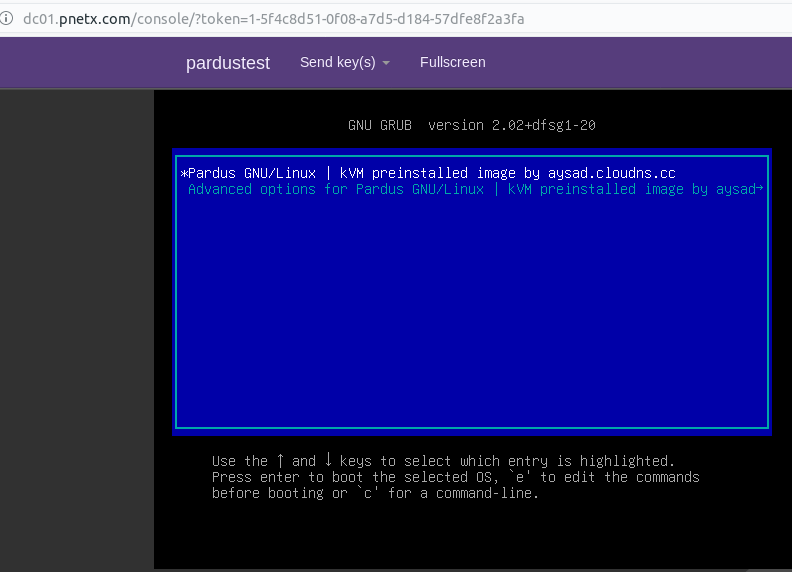 dc01.pnetx.com/console/?token=1-5f4c8d51-0f08-a7d5-d184-57dfe8f2a3fa
pardustest Send key(s) Fullscreen
GNU GRUB version 2.02+dfsg1-20
*Pardus GNU/Linux | kVM preinstalled image by aysad.cloudns.cc
Advanced options for Pardus GNU/Linux | kVM preinstalled image by aysad→
Use the ↑ and ↓ keys to select which entry is highlighted.
Press enter to boot the selected OS, `e' to edit the commands
before booting or `c' for a command-line.